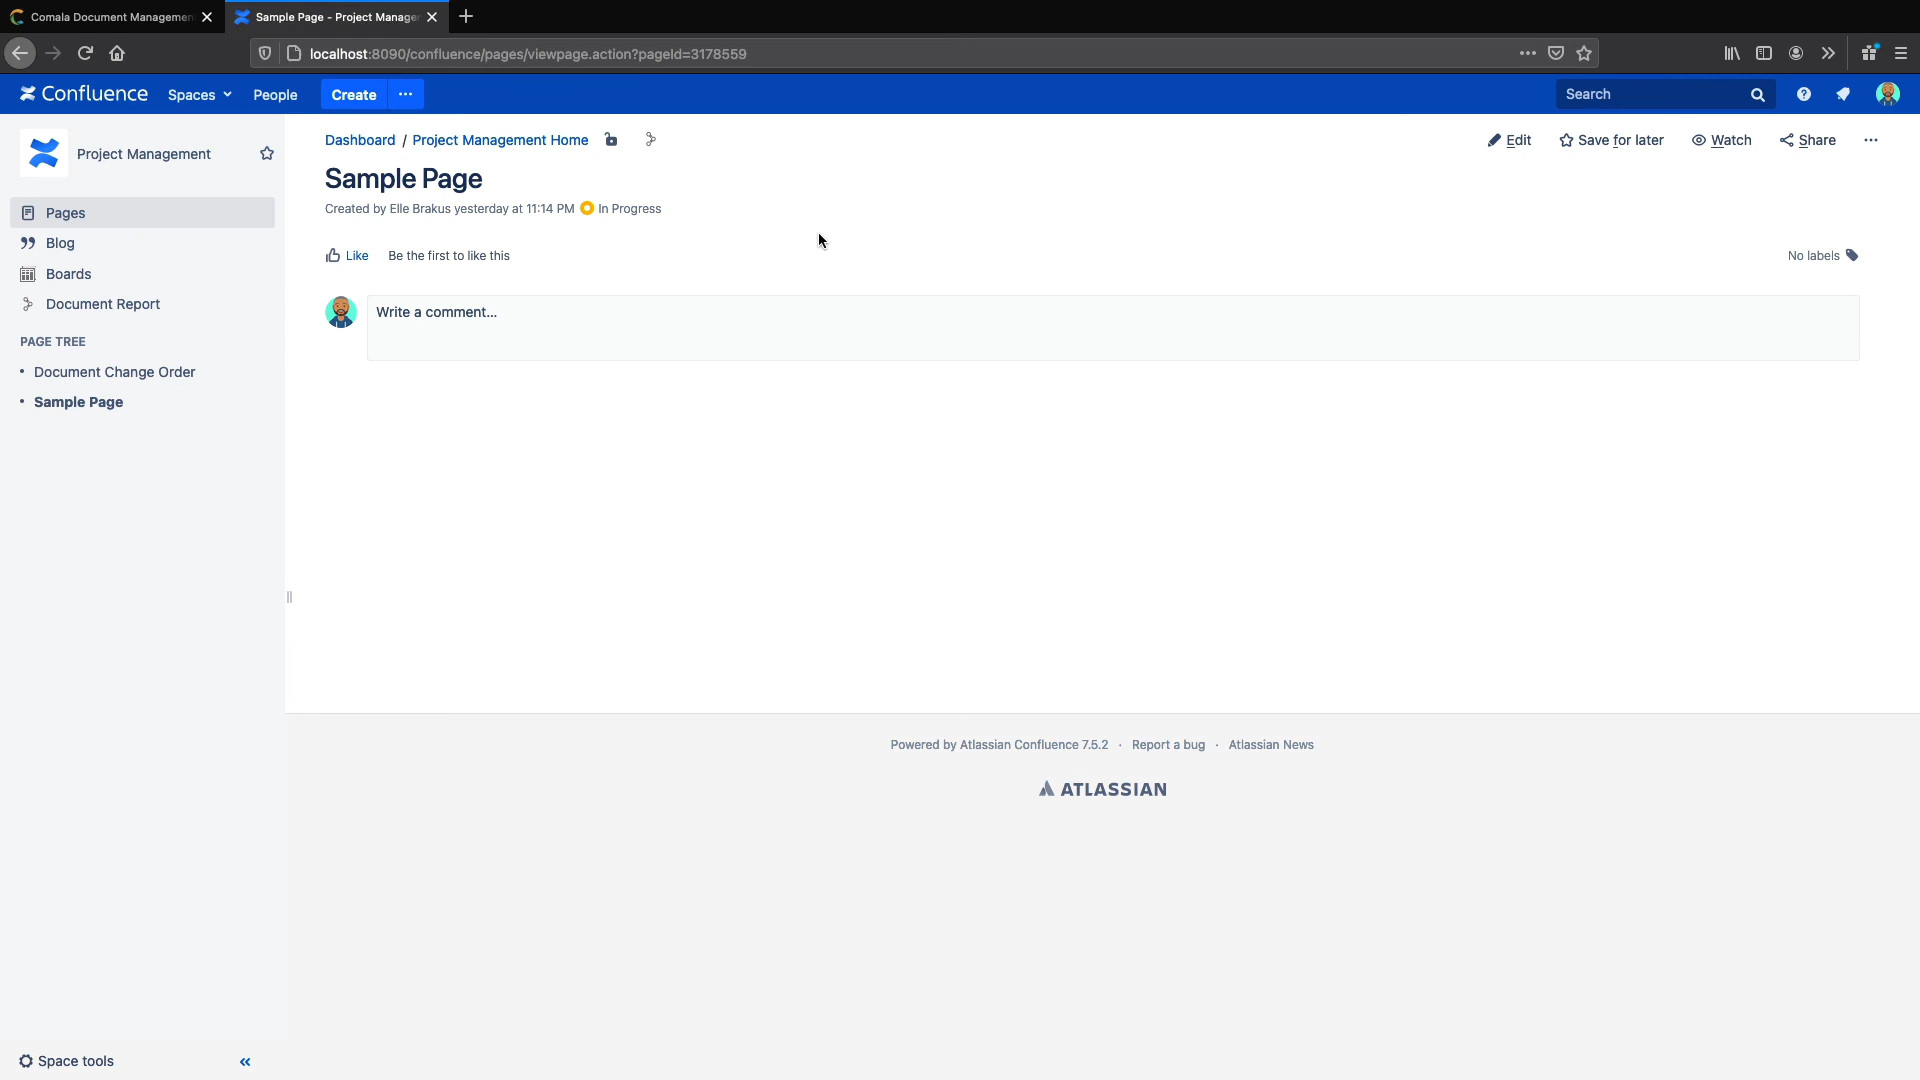 Comala Document Managemen
Sample Page - Project Manage
localhost:8090/confluence/pages/viewpage.action?pageId=3178559
Confluence Spaces People Create Search
Project Management
Pages
Blog
Boards
Document Report
PAGE TREE
Document Change Order
Sample Page
Space tools
Dashboard / Project Management Home
Edit Save for later Watch Share
Sample Page
Created by Elle Brakus yesterday at 11:14 PM In Progress
Like Be the first to like this
No labels
Write a comment...
Powered by Atlassian Confluence 7.5.2 · Report a bug · Atlassian News
ATLASSIAN